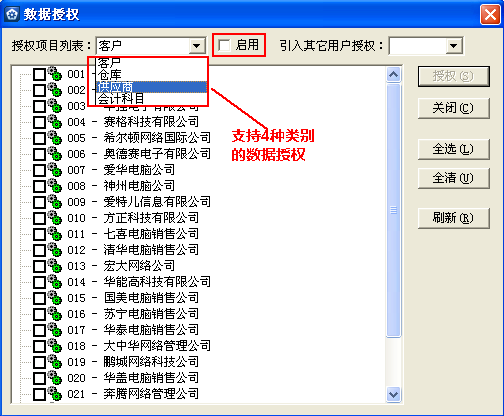 数据授权
授权项目列表: 客户 启用 引入其它用户授权:
客户
仓库
供应商
会计科目
001 -
002 -
003 -
004 - 赛格科技有限公司
005 - 希尔顿网络国际公司
006 - 奥德赛电子有限公司
007 - 爱华电脑公司
008 - 神州电脑公司
009 - 爱特儿信息有限公司
010 - 方正科技有限公司
011 - 七喜电脑销售公司
012 - 清华电脑销售公司
013 - 宏大网络公司
014 - 华能高科技有限公司
015 - 国美电脑销售公司
016 - 苏宁电脑销售公司
017 - 华泰电脑销售公司
018 - 大中华网络管理公司
019 - 鹏城网络科技公司
020 - 华盖电脑销售公司
021 - 奔腾网络管理公司
支持4种类别
的数据授权
授权(S)
关闭(C)
全选(L)
全清(U)
刷新(R)